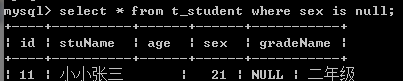 mysql> select * from t_student where sex is null;
+----+----------+------+------+-----------+
| id | stuName | age | sex | gradeName |
+----+----------+------+------+-----------+
| 11 | 小小张三 | 21 | NULL | 二年级